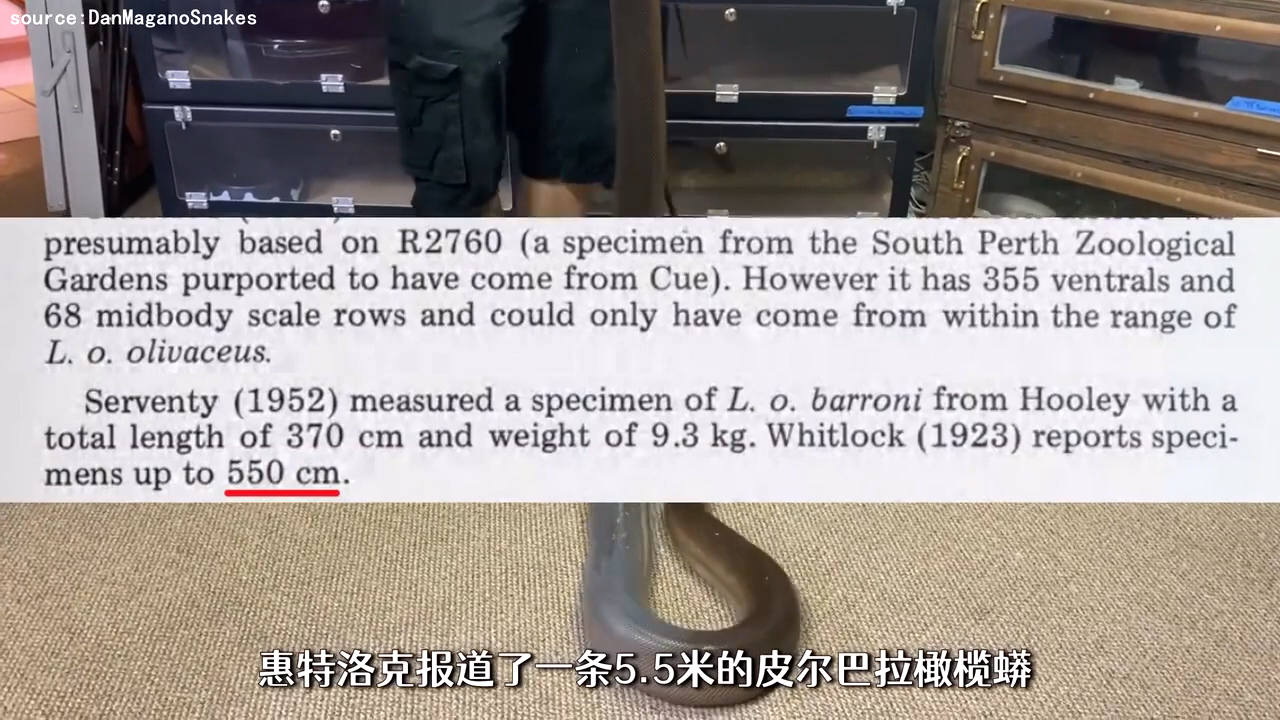 source:DanMaganoSnakes
presumably based on R2760 (a specimen from the South Perth Zoological
Gardens purported to have come from Cue). However it has 355 ventrals and
68 midbody scale rows and could only have come from within the range of
L. o. olivaceus.
Serventy (1952) measured a specimen of L. o. barroni from Hooley with a
total length of 370 cm and weight of 9.3 kg. Whitlock (1923) reports speci-
mens up to 550 cm.
惠特洛克报道了一条5.5米的皮尔巴拉橄榄蟒